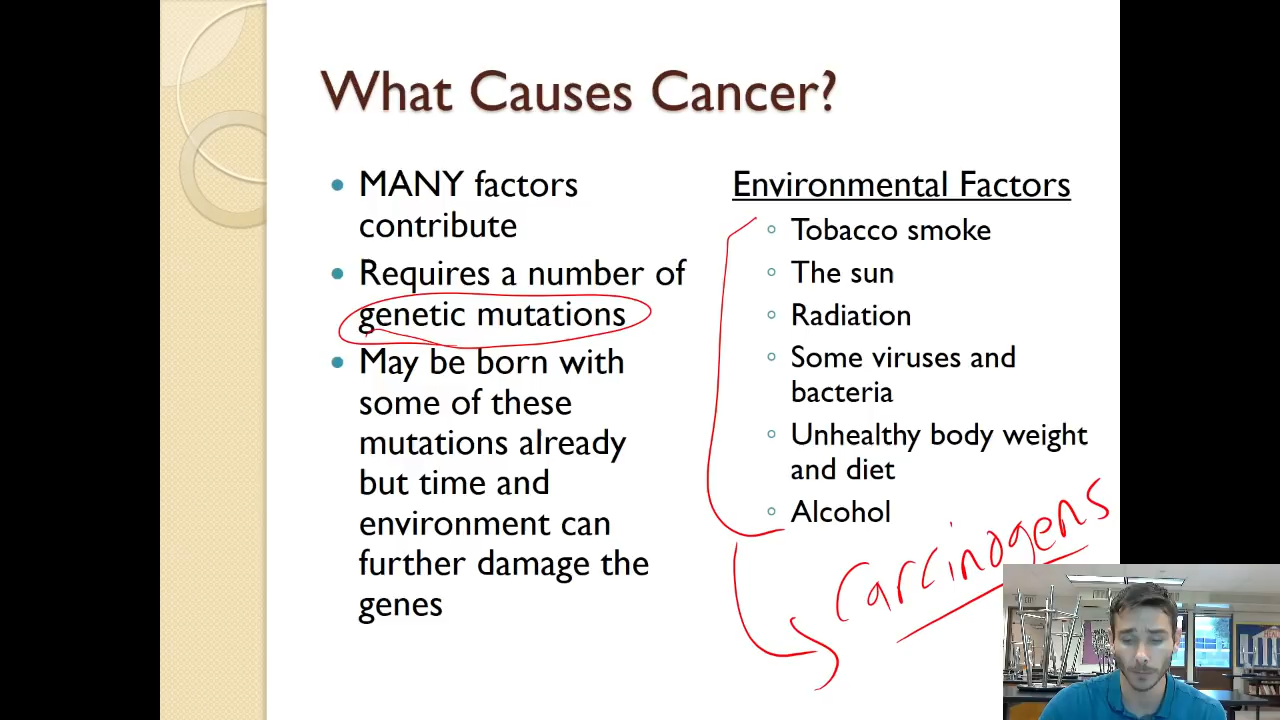 What Causes Cancer?
• MANY factors
contribute
• Requires a number of
genetic mutations
• May be born with
some of these
mutations already
but time and
environment can
further damage the
genes
Environmental Factors
◦ Tobacco smoke
◦ The sun
◦ Radiation
◦ Some viruses and
bacteria
◦ Unhealthy body weight
and diet
◦ Alcohol
Carcinogens